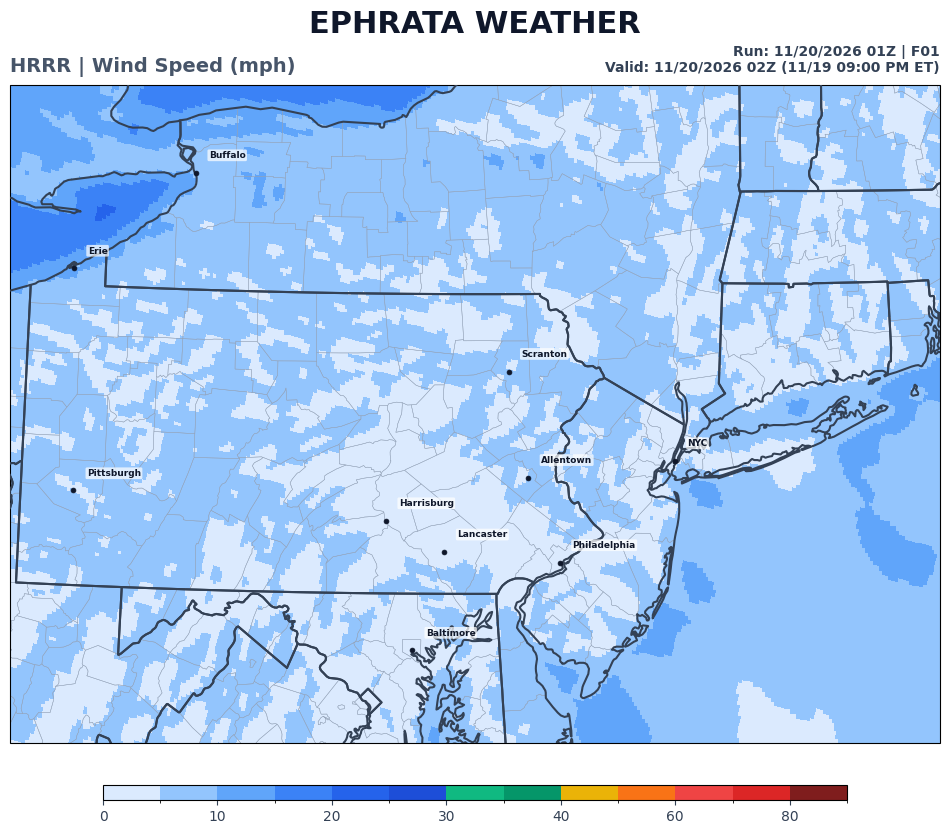 EPHRATA WEATHER
HRRR | Wind Speed (mph)
Run: 11/20/2026 01Z | F01
Valid: 11/20/2026 02Z (11/19 09:00 PM ET)
Buffalo
Erie
Scranton
NYC
Allentown
Pittsburgh
Harrisburg
Lancaster
Philadelphia
Baltimore
0 10 20 30 40 50 60 70 80